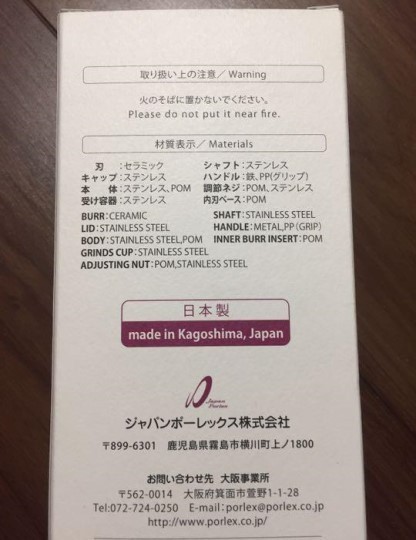 取り扱い上の注意／Warning
火のそばに置かないでください。
Please do not put it near fire.
材質表示／Materials
刃：セラミック　シャフト：ステンレス
キャップ：ステンレス　ハンドル：鉄、PP(グリップ)
本体：ステンレス、POM　調節ネジ：POM、ステンレス
受け容器：ステンレス　内刃ベース：POM
BURR：CERAMIC　SHAFT：STAINLESS STEEL
LID：STAINLESS STEEL　HANDLE：METAL,PP（GRIP）
BODY：STAINLESS STEEL,POM　INNER BURR INSERT：POM
GRINDS CUP：STAINLESS STEEL
ADJUSTING NUT：POM,STAINLESS STEEL
日本製
made in Kagoshima, Japan
Japan
Porlex
ジャパンポーレックス株式会社
〒899-6301　鹿児島県霧島市横川町上ノ1800
お問い合わせ先　大阪事業所
〒562-0014　大阪府箕面市萱野1-1-28
Tel:072-724-0250　E-mail：porlex@porlex.co.jp
http://www.porlex.co.jp/